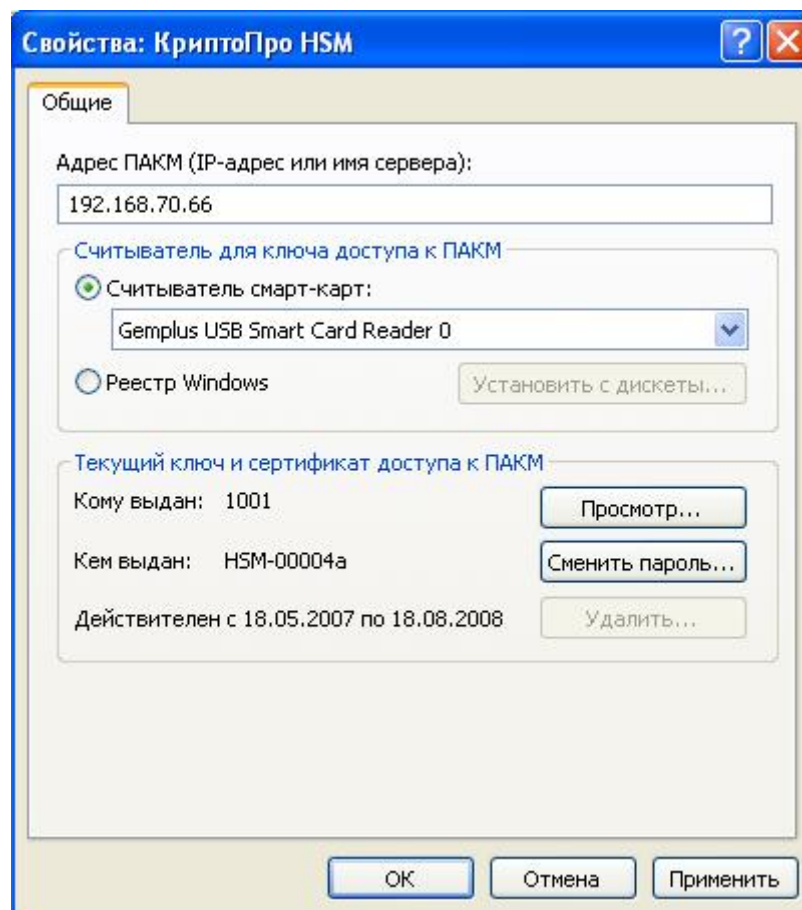 Свойства: КриптоПро HSM
Общие
Адрес ПАКМ (IP-адрес или имя сервера):
192.168.70.66
Считыватель для ключа доступа к ПАКМ
Считыватель смарт-карт:
Gemplus USB Smart Card Reader 0
Реестр Windows
Установить с дискеты...
Текущий ключ и сертификат доступа к ПАКМ
Кому выдан: 1001
Просмотр...
Кем выдан: HSM-00004a
Сменить пароль...
Действителен с 18.05.2007 по 18.08.2008
Удалить...
ОК Отмена Применить